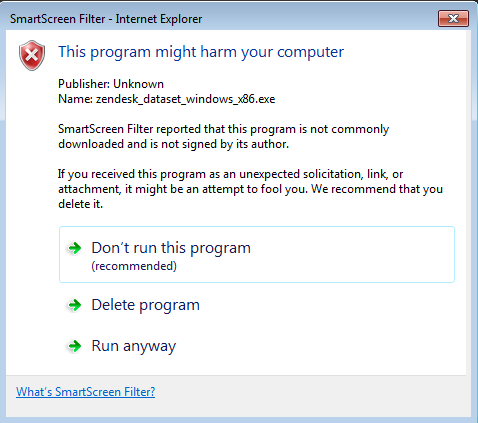 SmartScreen Filter - Internet Explorer
This program might harm your computer
Publisher: Unknown
Name: zendesk_dataset_windows_x86.exe
SmartScreen Filter reported that this program is not commonly
downloaded and is not signed by its author.
If you received this program as an unexpected solicitation, link, or
attachment, it might be an attempt to fool you. We recommend that you
delete it.
Don't run this program
(recommended)
Delete program
Run anyway
What's SmartScreen Filter?